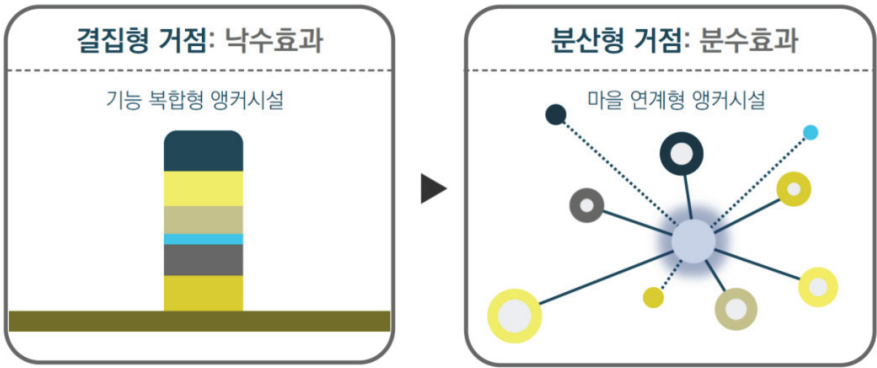 결집형 거점: 낙수효과
기능 복합형 앵커시설
분산형 거점: 분수효과
마을 연계형 앵커시설